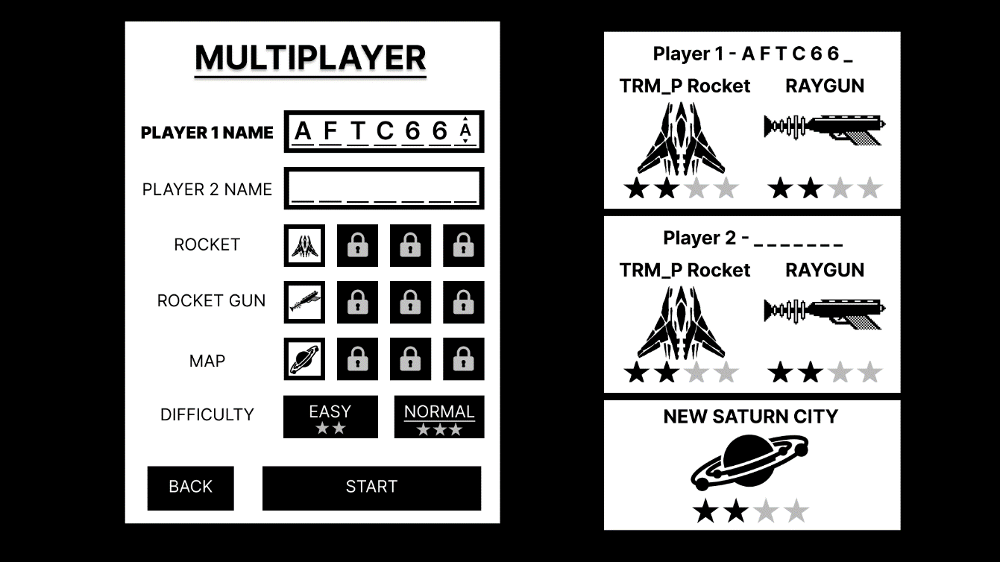 MULTIPLAYER
PLAYER 1 NAME
A F T C 6 6 A
PLAYER 2 NAME
_ _ _ _ _ _ _
ROCKET
ROCKET GUN
MAP
DIFFICULTY
EASY
NORMAL
BACK
START
Player 1 - A F T C 6 6 _
TRM_P Rocket
RAYGUN
Player 2 - _ _ _ _ _ _ _
TRM_P Rocket
RAYGUN
NEW SATURN CITY